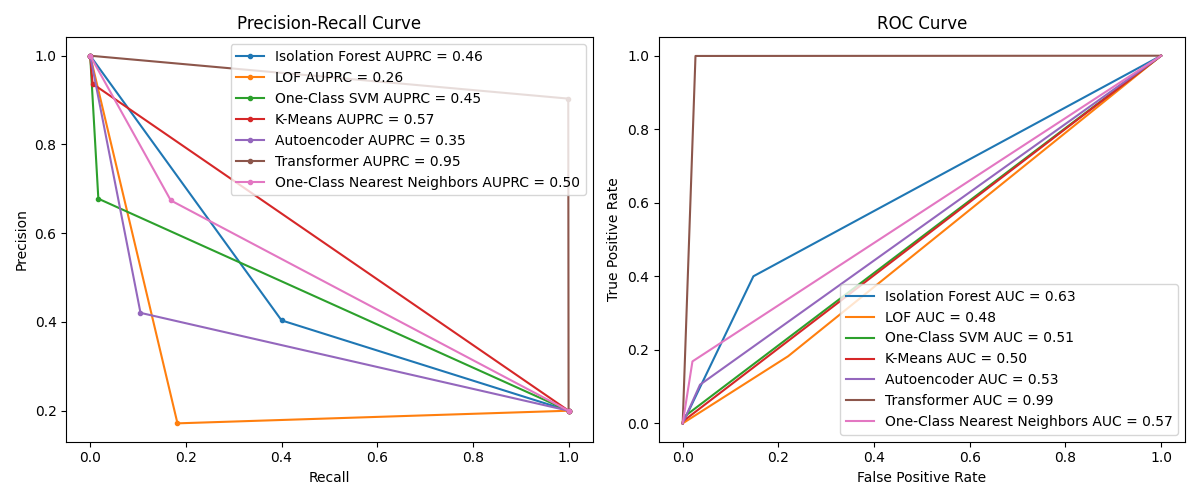 Precision-Recall Curve
Precision
1.0
0.8
0.6
0.4
0.2
Isolation Forest AUPRC = 0.46
LOF AUPRC = 0.26
One-Class SVM AUPRC = 0.45
K-Means AUPRC = 0.57
Autoencoder AUPRC = 0.35
Transformer AUPRC = 0.95
One-Class Nearest Neighbors AUPRC = 0.50
0.0 0.2 0.4 0.6 0.8 1.0
Recall
ROC Curve
True Positive Rate
1.0
0.8
0.6
0.4
0.2
0.0
Isolation Forest AUC = 0.63
LOF AUC = 0.48
One-Class SVM AUC = 0.51
K-Means AUC = 0.50
Autoencoder AUC = 0.53
Transformer AUC = 0.99
One-Class Nearest Neighbors AUC = 0.57
0.0 0.2 0.4 0.6 0.8 1.0
False Positive Rate